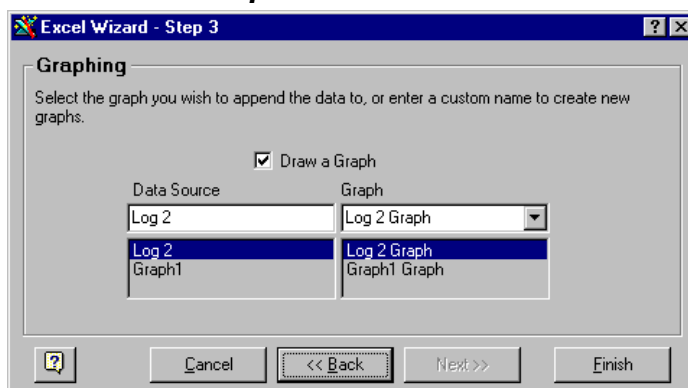 Excel Wizard - Step 3
Graphing
Select the graph you wish to append the data to, or enter a custom name to create new
graphs.
Draw a Graph
Data Source Graph
Log 2 Log 2 Graph
Log 2 Log 2 Graph
Graph1 Graph1 Graph
Cancel << Back Next >> Finish